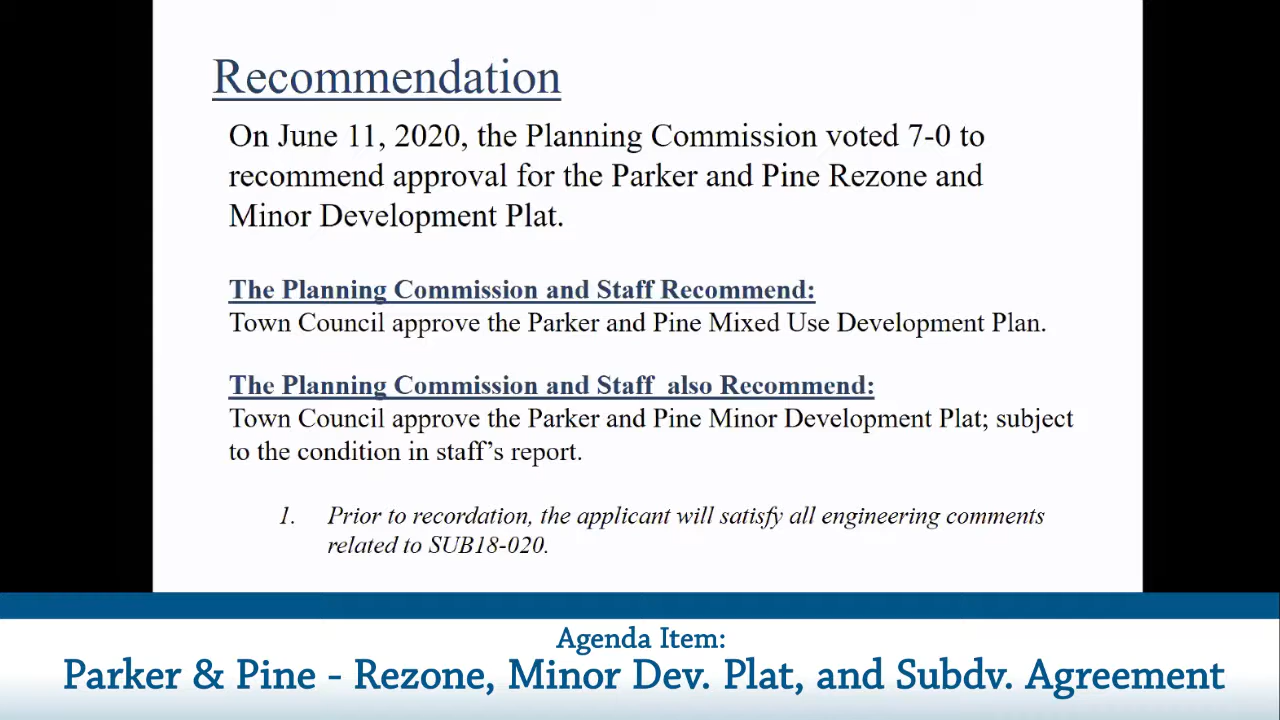 Recommendation
On June 11, 2020, the Planning Commission voted 7-0 to
recommend approval for the Parker and Pine Rezone and
Minor Development Plat.
The Planning Commission and Staff Recommend:
Town Council approve the Parker and Pine Mixed Use Development Plan.
The Planning Commission and Staff  also Recommend:
Town Council approve the Parker and Pine Minor Development Plat; subject
to the condition in staff’s report.
1. Prior to recordation, the applicant will satisfy all engineering comments
related to SUB18-020.
Agenda Item:
Parker & Pine - Rezone, Minor Dev. Plat, and Subdv. Agreement